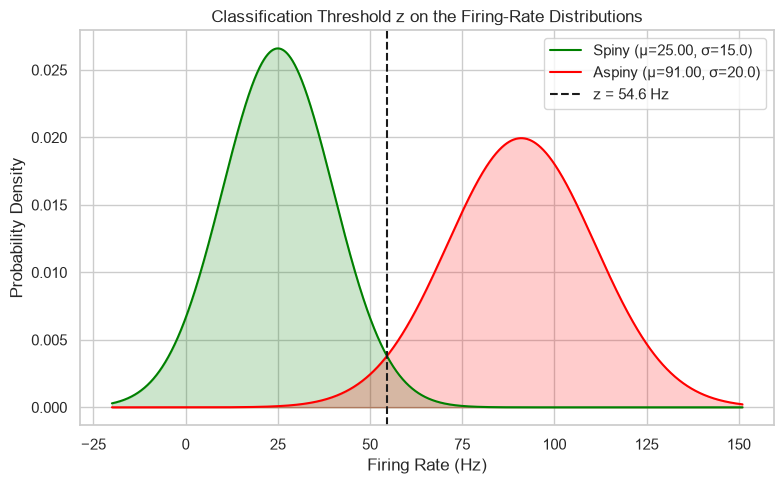 Classification Threshold z on the Firing-Rate Distributions
Spiny (μ=25.00, σ=15.0)
Aspiny (μ=91.00, σ=20.0)
z = 54.6 Hz
Probability Density
0.025
0.020
0.015
0.010
0.005
0.000
−25
0
25
50
75
100
125
150
Firing Rate (Hz)